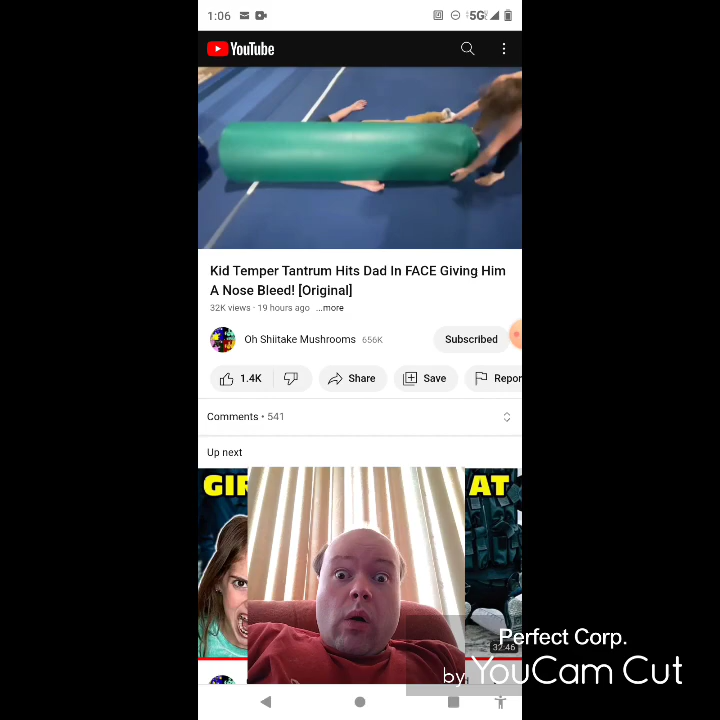 1:06
5G
YouTube
Kid Temper Tantrum Hits Dad In FACE Giving Him
A Nose Bleed! [Original]
32K views · 19 hours ago ...more
Oh Shiitake Mushrooms 656K
Subscribed
1.4K
Share
Save
Repor
Comments • 541
Up next
GIR
AT
32:46
Perfect Corp.
by YouCam Cut